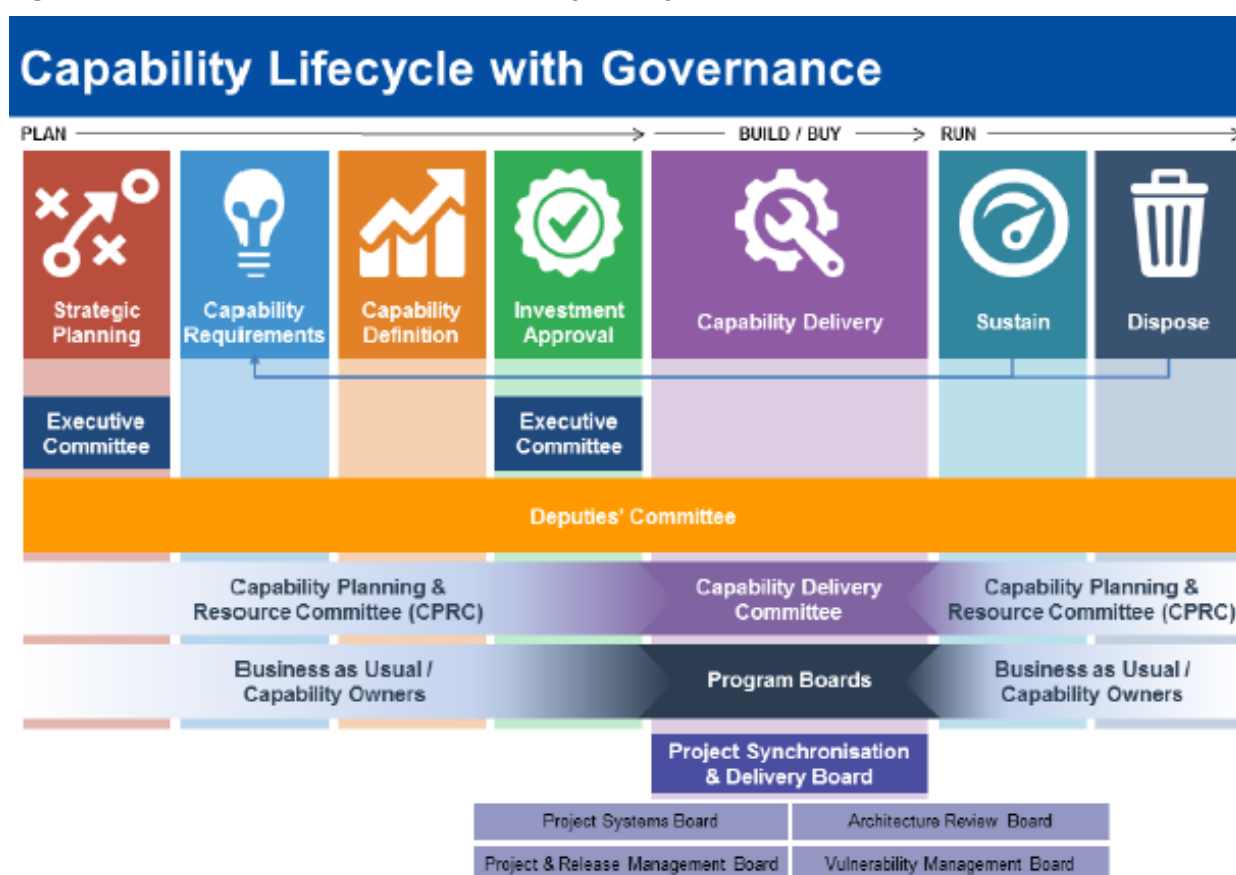 Capability Lifecycle with Governance
PLAN
BUILD / BUY
RUN
Strategic
Planning
Capability
Requirements
Capability
Definition
Investment
Approval
Capability Delivery
Sustain
Dispose
Executive
Committee
Executive
Committee
Deputies' Committee
Capability Planning &
Resource Committee (CPRC)
Capability Delivery
Committee
Capability Planning &
Resource Committee (CPRC)
Business as Usual /
Capability Owners
Program Boards
Business as Usual /
Capability Owners
Project Synchronisation
& Delivery Board
Project Systems Board
Architecture Review Board
Project & Release Management Board
Vulnerability Management Board